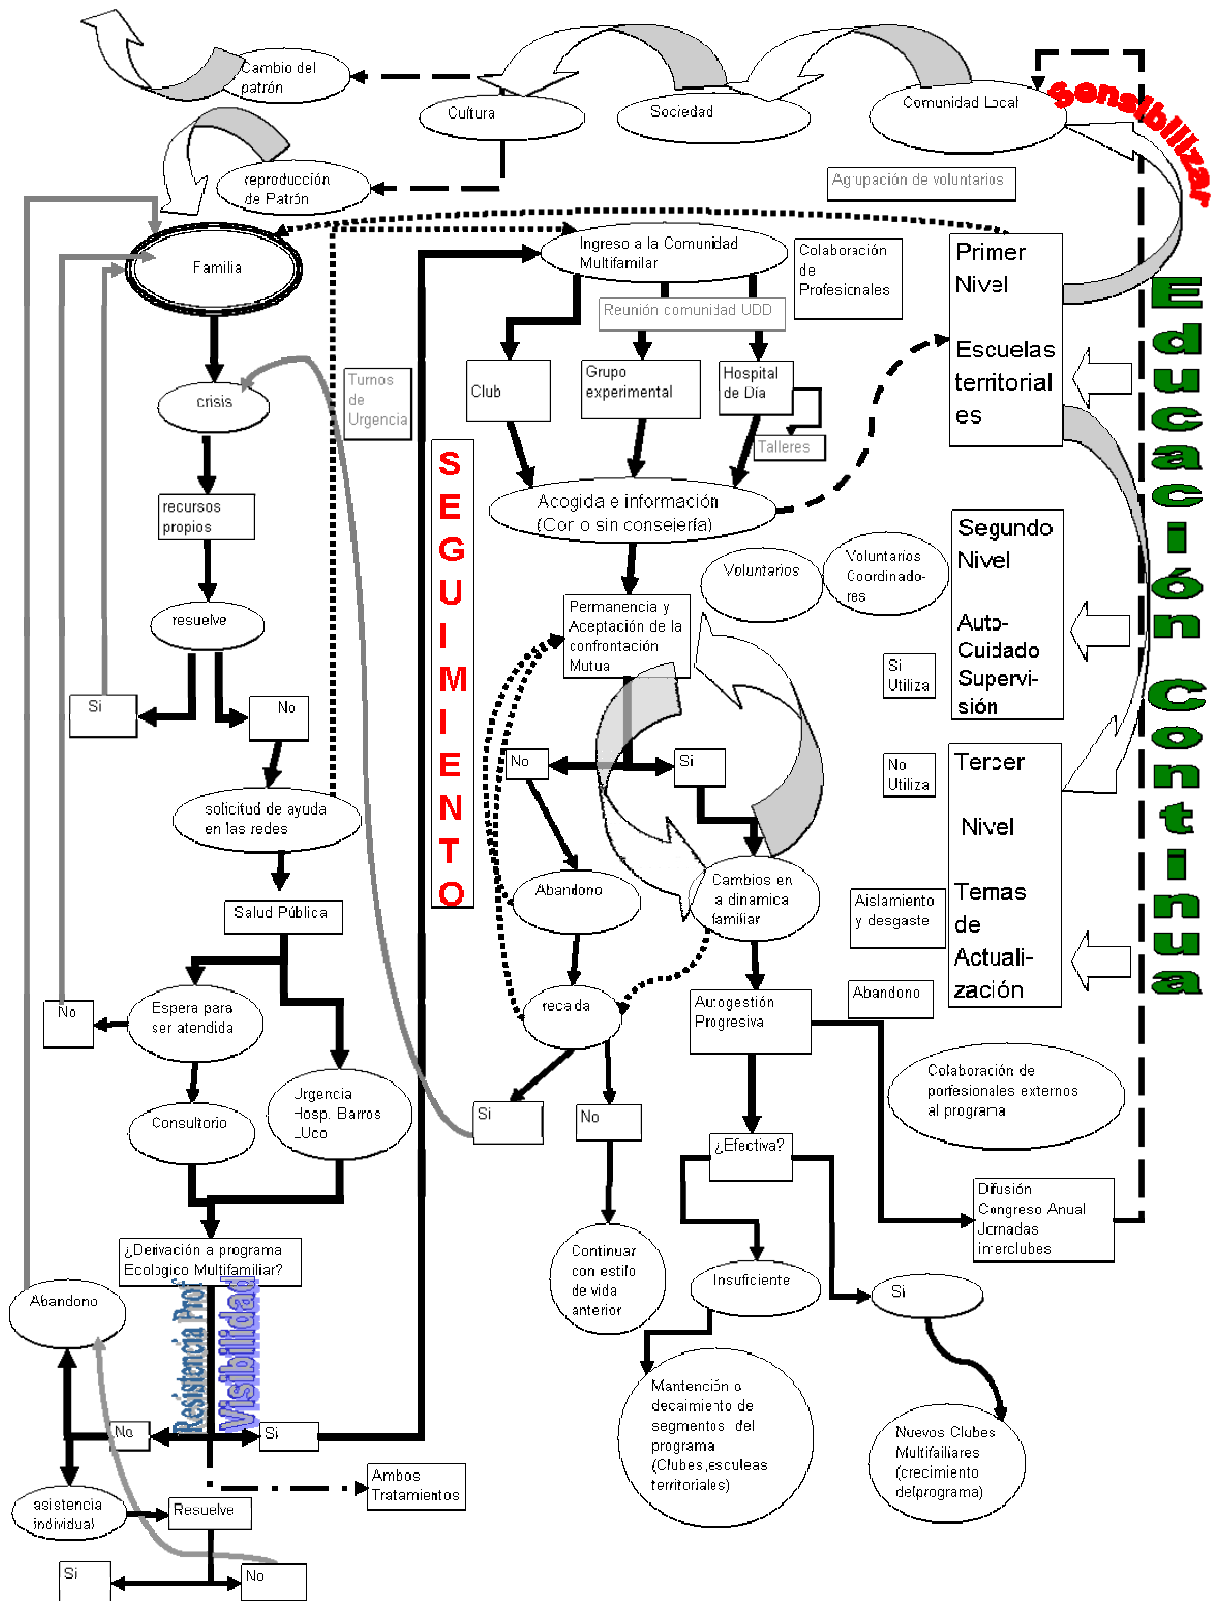 Cambio del
patrón
Cultura
Sociedad
Comunidad Local
Sensibilizar
reproducción
de Patrón
Agrupación de voluntarios
Familia
Ingreso a la Comunidad
Multifamiliar
Colaboración
de
Profesionales
Primer
Nivel
Escuelas
territorial
es
Educación Continua
Reunión comunidad UDD
crisis
Turnos
de
Urgencia
Club
Grupo
experimental
Hospital
de Día
Talleres
SEGUIMIENTO
recursos
propios
Acogida e información
(Con o sin consejería)
Segundo
Nivel
Auto-
Cuidado
Supervi-
sión
Voluntarios
Voluntarios
Coordinado-
res
resuelve
Permanencia y
Aceptación de la
confrontación
Mutua
Si
Utiliza
Si
No
No
Si
No
Utiliza
Tercer
Nivel
Temas
de
Actuali-
zación
solicitud de ayuda
en las redes
Abandono
Cambios en
la dinamica
familiar
Aislamiento
y desgaste
Salud Pública
No
Espera para
ser atendida
recaida
Autogestión
Progresiva
Abandono
Colaboración de
porfesionales externos
al programa
Consultorio
Urgencia
Hosp. Barros
Luco
Si
No
¿Efectiva?
Difusión
Congreso Anual
Jornadas
interclubes
¿Derivación a programa
Ecologico Multifamiliar?
Continuar
con estilo
de vida
anterior
Insuficiente
Si
Abandono
Resistencia Prof
Visibilidad
Mantención o
decaimiento de
segmentos del
programa
(Clubes,esculeas
territoriales)
Nuevos Clubes
Multifailiares
(crecimiento
delprograma)
No
Si
Ambos
Tratamientos
asistencia
individual
Resuelve
Si
No